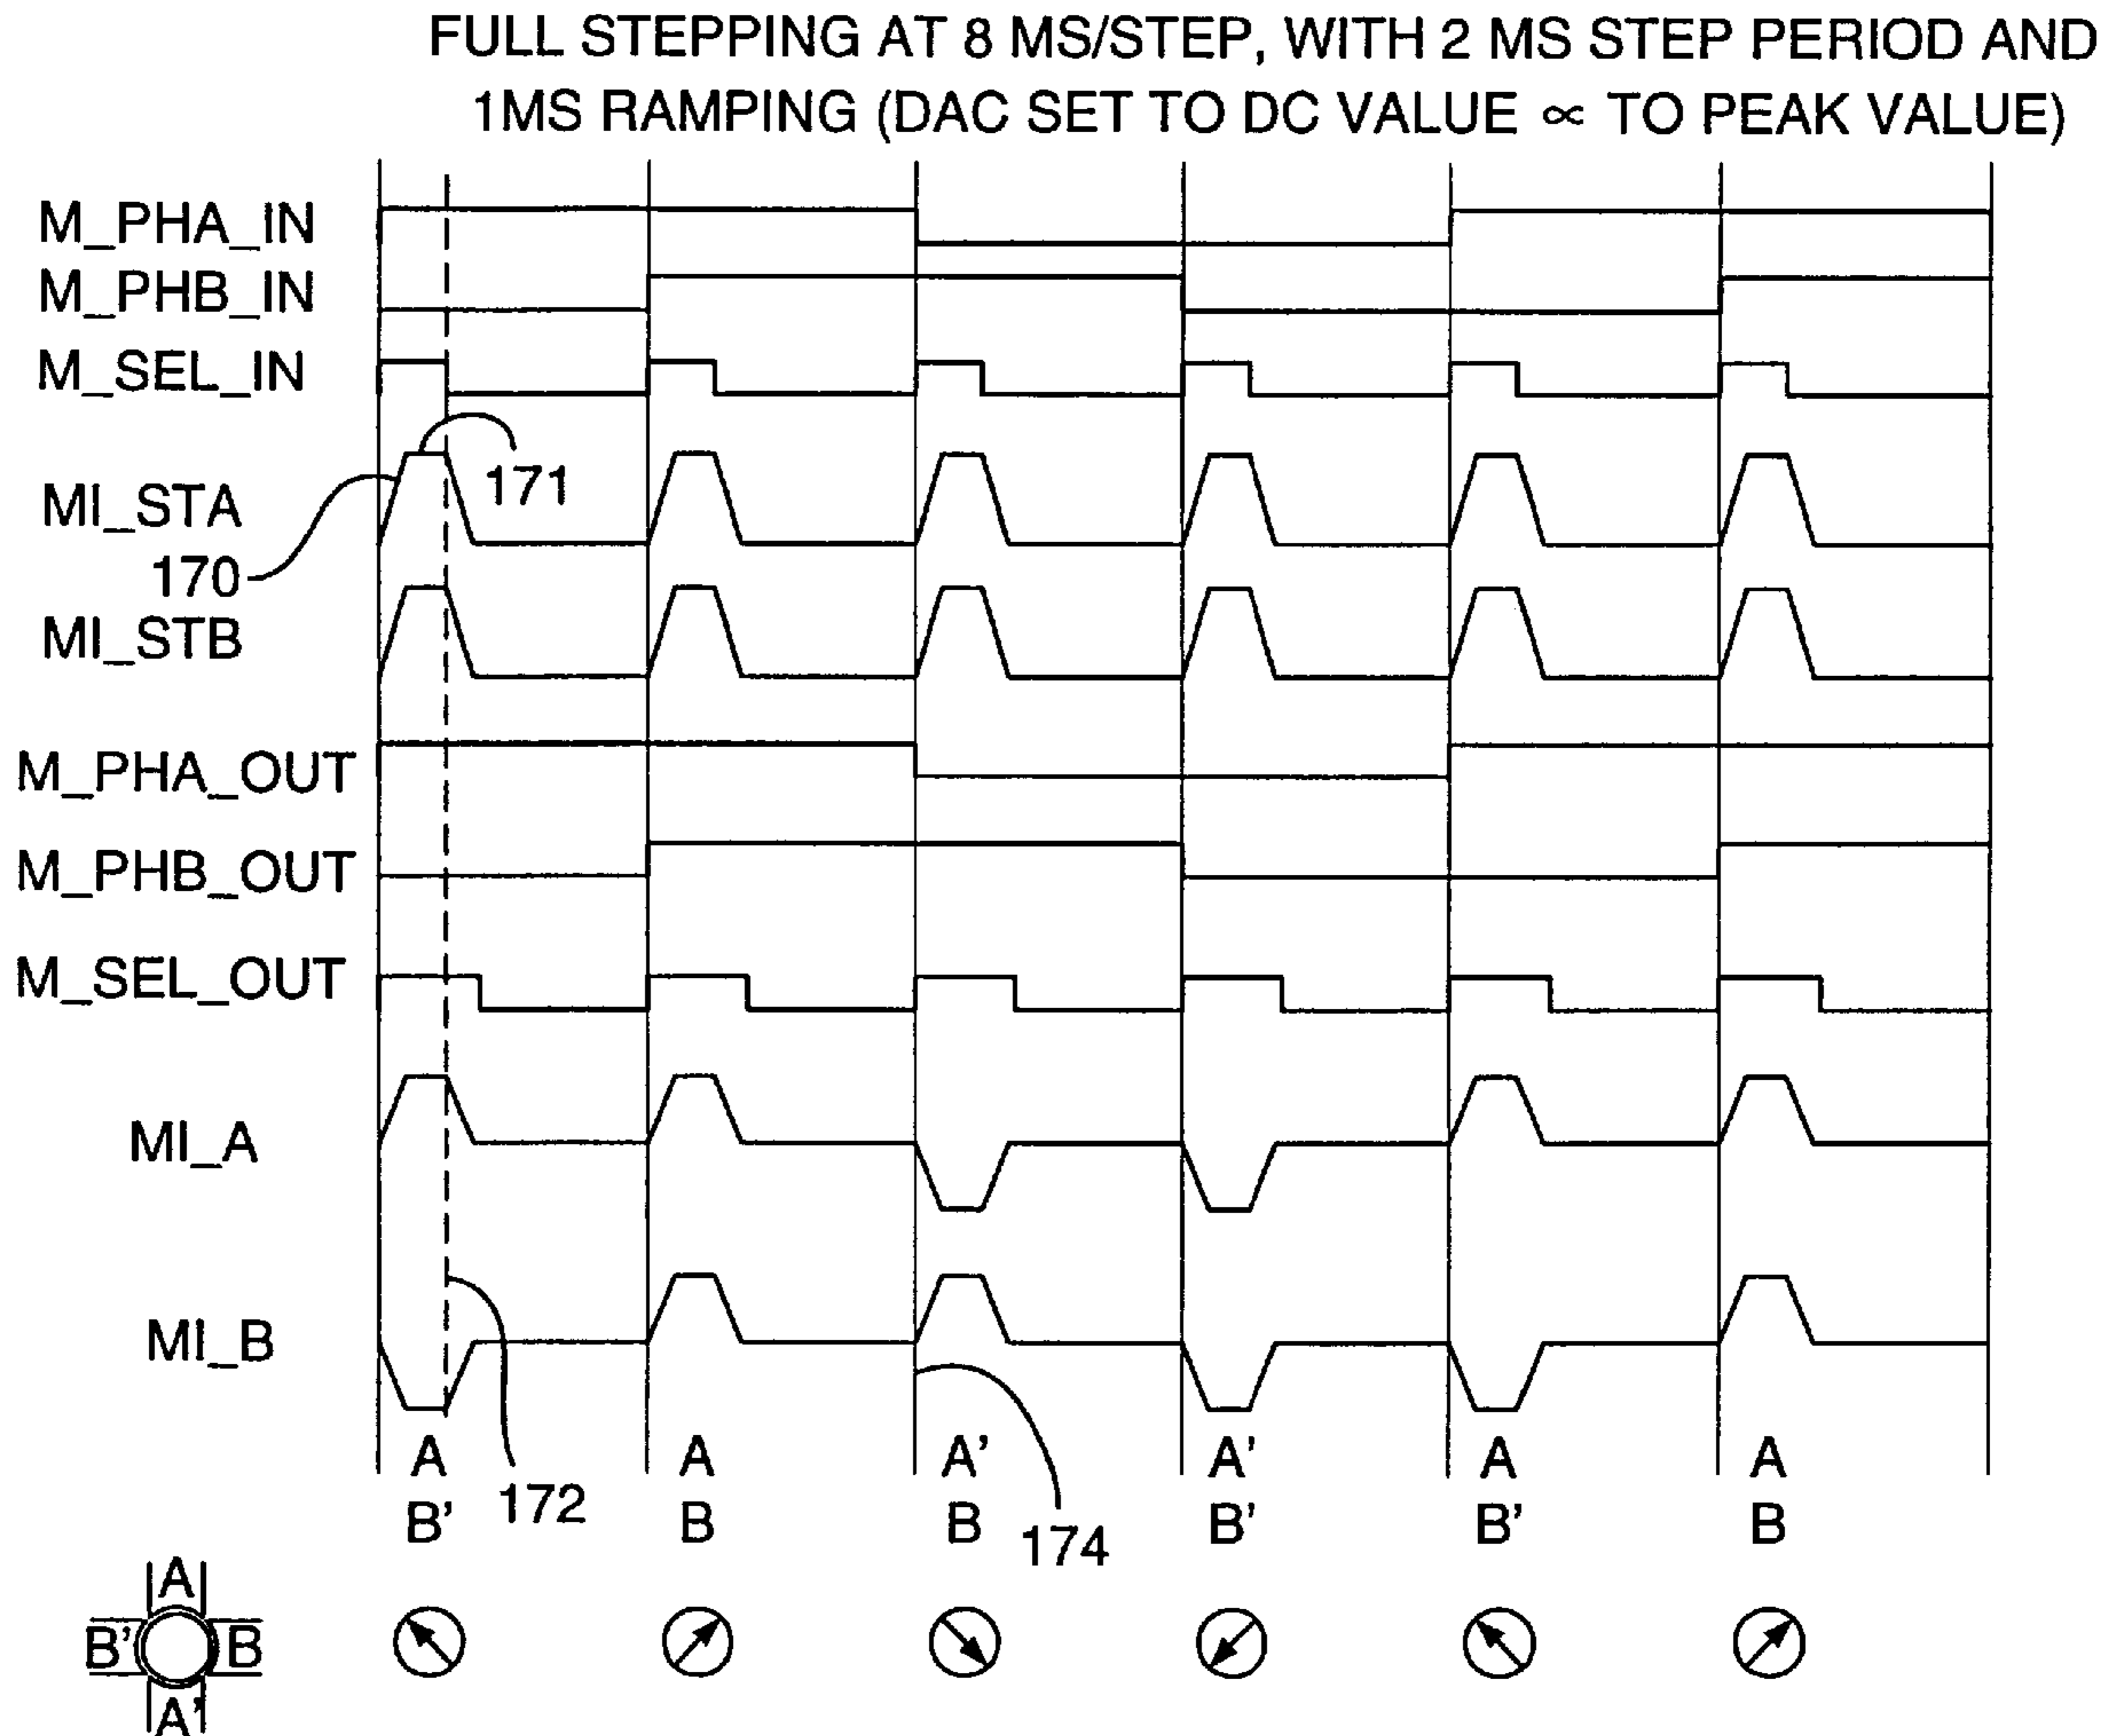 FULL STEPPING AT 8 MS/STEP, WITH 2 MS STEP PERIOD AND
1MS RAMPING (DAC SET TO DC VALUE ∝ TO PEAK VALUE)
M_PHA_IN
M_PHB_IN
M_SEL_IN
171
MI_STA
170
MI_STB
M_PHA_OUT
M_PHB_OUT
M_SEL_OUT
MI_A
MI_B
A A A' A' A A
B' 172 B B 174 B' B' B
A
B' B
A'